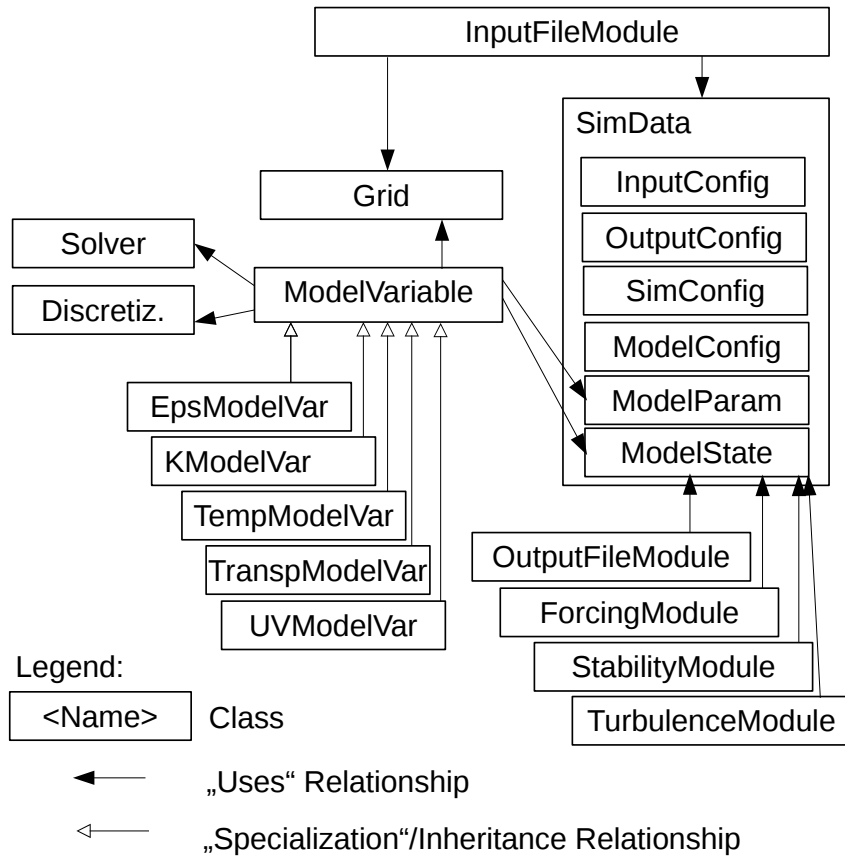 InputFileModule
SimData
InputConfig
Grid
OutputConfig
Solver
SimConfig
ModelVariable
Discretiz.
ModelConfig
EpsModelVar
ModelParam
KModelVar
ModelState
TempModelVar
OutputFileModule
TranspModelVar
ForcingModule
UVModelVar
StabilityModule
Legend:
<Name> Class
TurbulenceModule
„Uses“ Relationship
„Specialization“/Inheritance Relationship